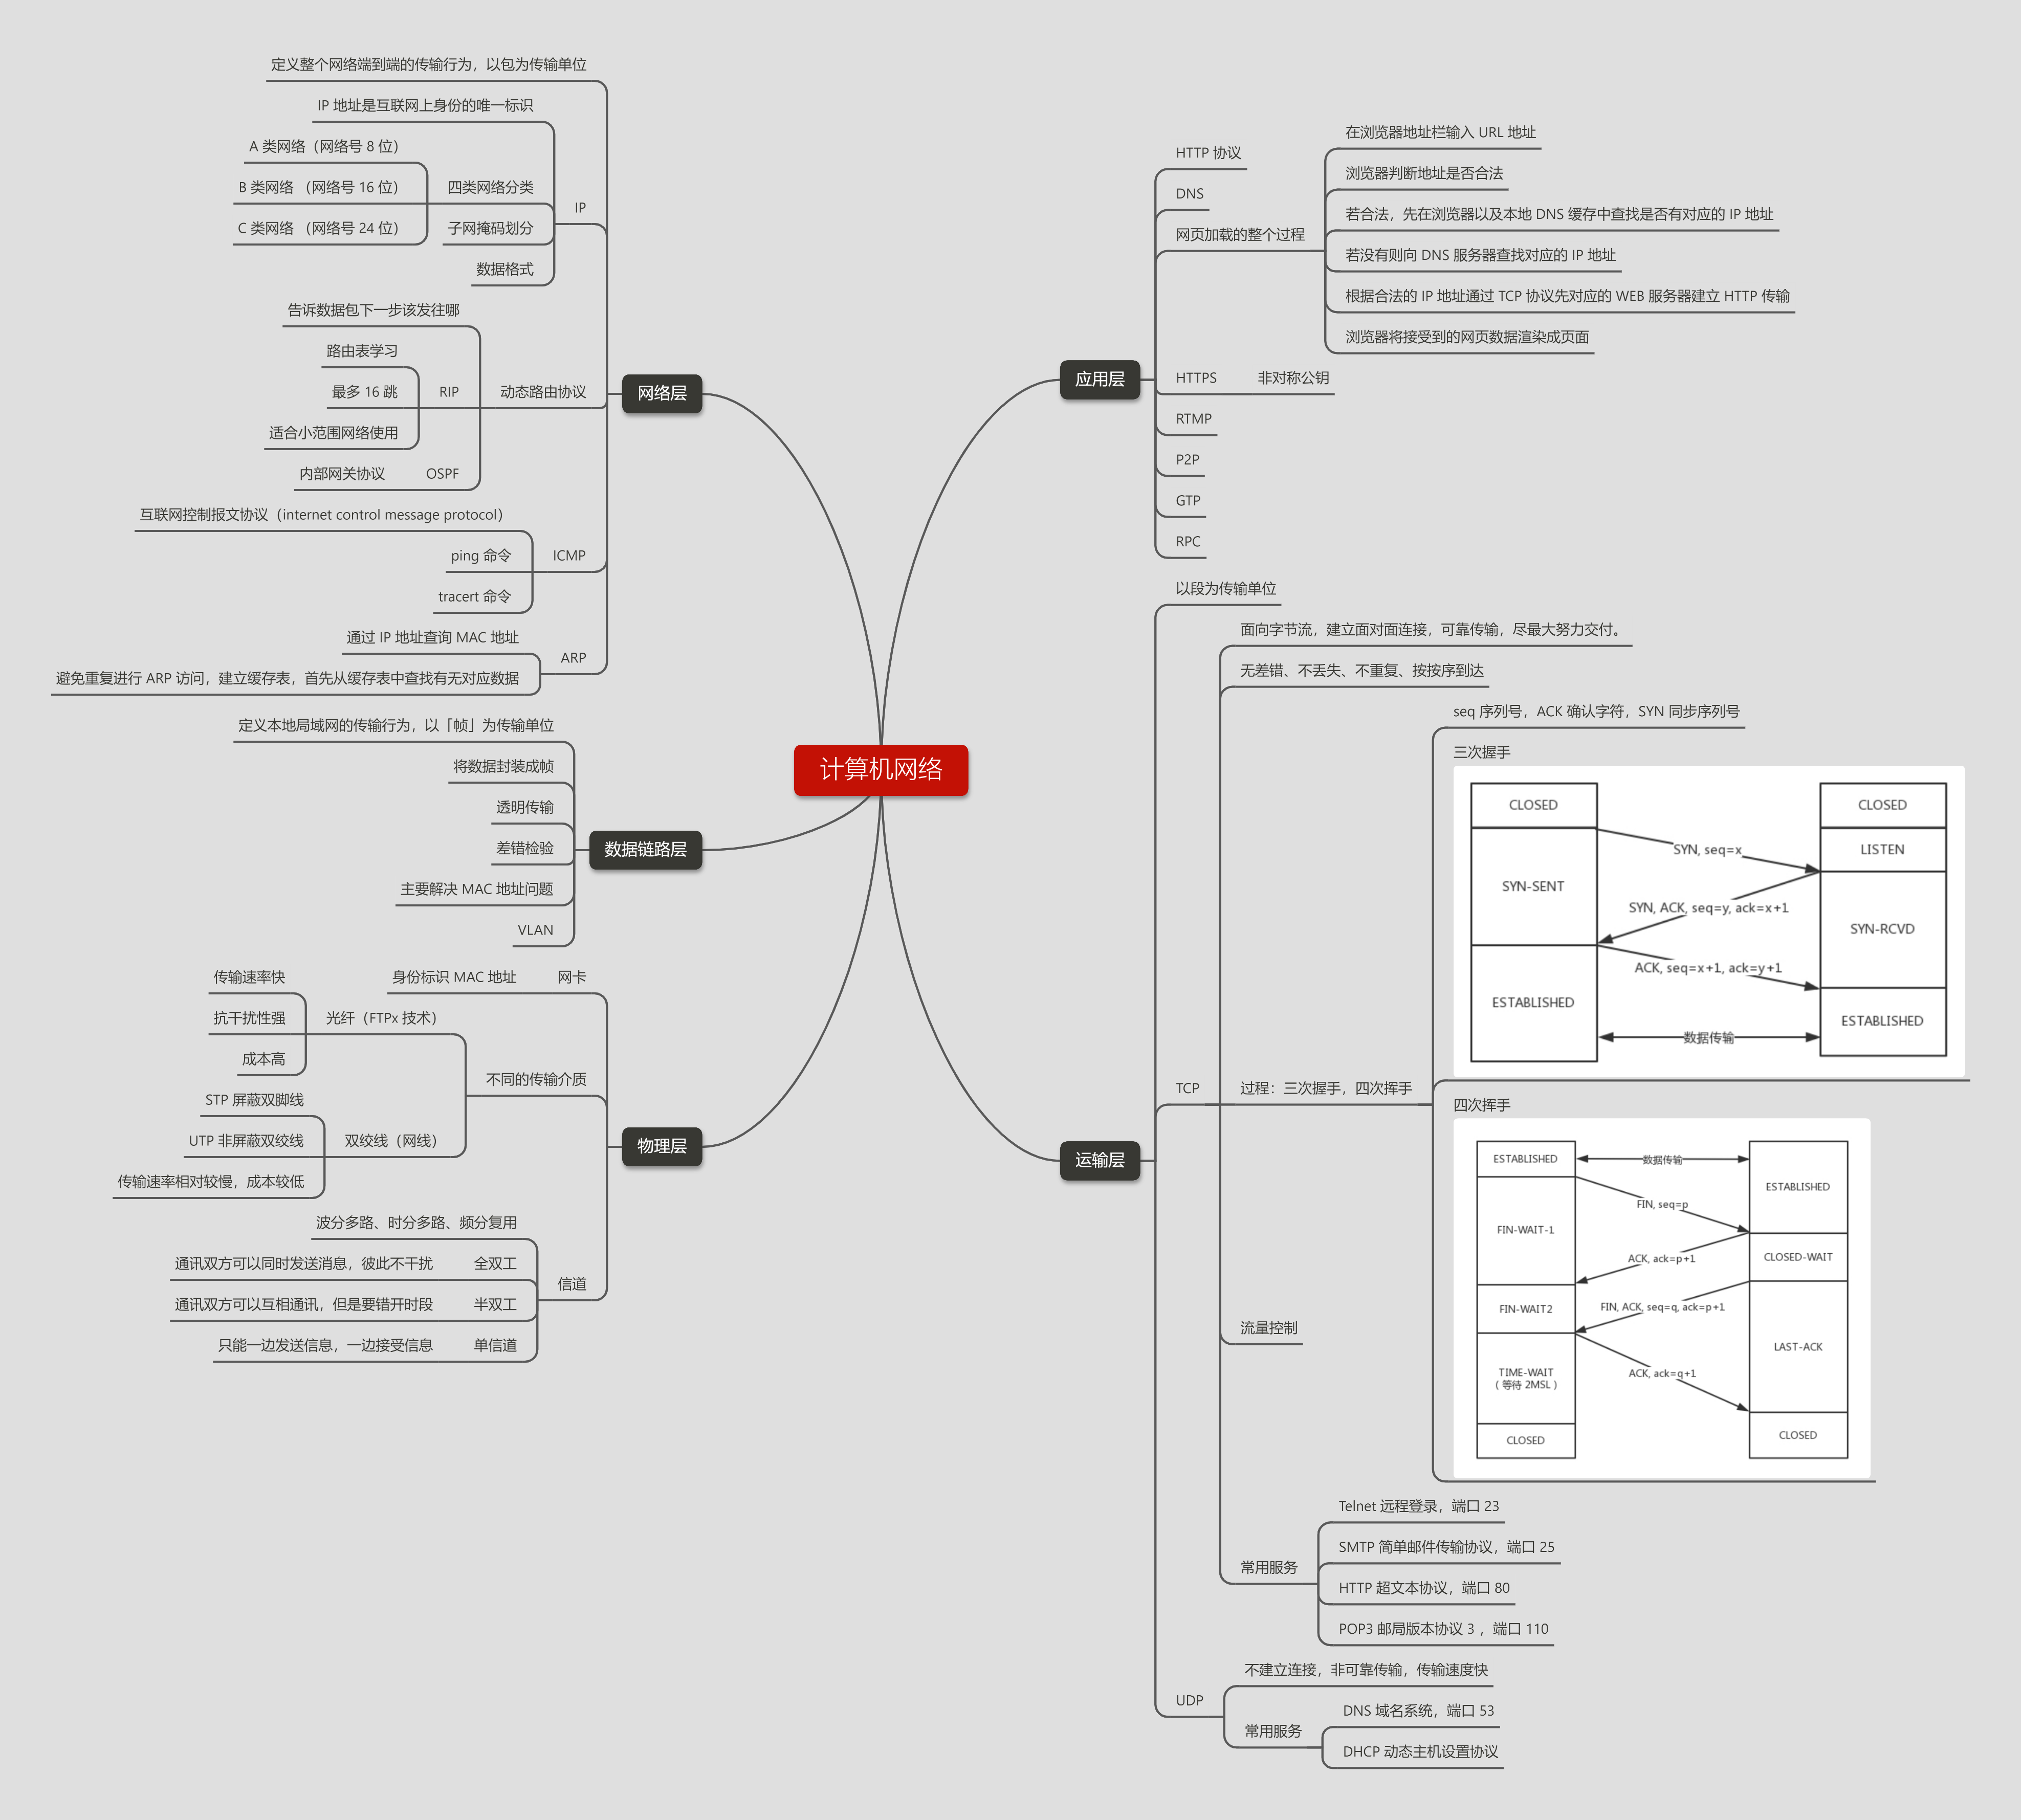 计算机网络
应用层
HTTP 协议
DNS
网页加载的整个过程
在浏览器地址栏输入 URL 地址
浏览器判断地址是否合法
若合法，先在浏览器以及本地 DNS 缓存中查找是否有对应的 IP 地址
若没有则向 DNS 服务器查找对应的 IP 地址
根据合法的 IP 地址通过 TCP 协议先对应的 WEB 服务器建立 HTTP 传输
浏览器将接受到的网页数据渲染成页面
HTTPS
非对称公钥
RTMP
P2P
GTP
RPC
运输层
以段为传输单位
TCP
面向字节流，建立面对面连接，可靠传输，尽最大努力交付。
无差错、不丢失、不重复、按按序到达
过程：三次握手，四次挥手
seq 序列号，ACK 确认字符，SYN 同步序列号
三次握手
CLOSED
CLOSED
SYN, seq=x
LISTEN
SYN-SENT
SYN, ACK, seq=y, ack=x+1
SYN-RCVD
ACK, seq=x+1, ack=y+1
ESTABLISHED
ESTABLISHED
数据传输
四次挥手
ESTABLISHED
数据传输
ESTABLISHED
FIN, seq=p
FIN-WAIT-1
CLOSED-WAIT
ACK, ack=p+1
FIN-WAIT2
FIN, ACK, seq=q, ack=p+1
LAST-ACK
TIME-WAIT
（ 等待 2MSL ）
ACK, ack=q+1
CLOSED
CLOSED
流量控制
常用服务
Telnet 远程登录，端口 23
SMTP 简单邮件传输协议，端口 25
HTTP 超文本协议，端口 80
POP3 邮局版本协议 3 ，端口 110
UDP
不建立连接，非可靠传输，传输速度快
常用服务
DNS 域名系统，端口 53
DHCP 动态主机设置协议
网络层
定义整个网络端到端的传输行为，以包为传输单位
IP
IP 地址是互联网上身份的唯一标识
四类网络分类
A 类网络（网络号 8 位）
B 类网络 （网络号 16 位）
C 类网络 （网络号 24 位）
子网掩码划分
数据格式
动态路由协议
告诉数据包下一步该发往哪
RIP
路由表学习
最多 16 跳
适合小范围网络使用
OSPF
内部网关协议
ICMP
互联网控制报文协议（internet control message protocol）
ping 命令
tracert 命令
ARP
通过 IP 地址查询 MAC 地址
避免重复进行 ARP 访问，建立缓存表，首先从缓存表中查找有无对应数据
数据链路层
定义本地局域网的传输行为，以「帧」为传输单位
将数据封装成帧
透明传输
差错检验
主要解决 MAC 地址问题
VLAN
物理层
网卡
身份标识 MAC 地址
不同的传输介质
光纤（FTPx 技术）
传输速率快
抗干扰性强
成本高
双绞线（网线）
STP 屏蔽双脚线
UTP 非屏蔽双绞线
传输速率相对较慢，成本较低
信道
波分多路、时分多路、频分复用
全双工
通讯双方可以同时发送消息，彼此不干扰
半双工
通讯双方可以互相通讯，但是要错开时段
单信道
只能一边发送信息，一边接受信息